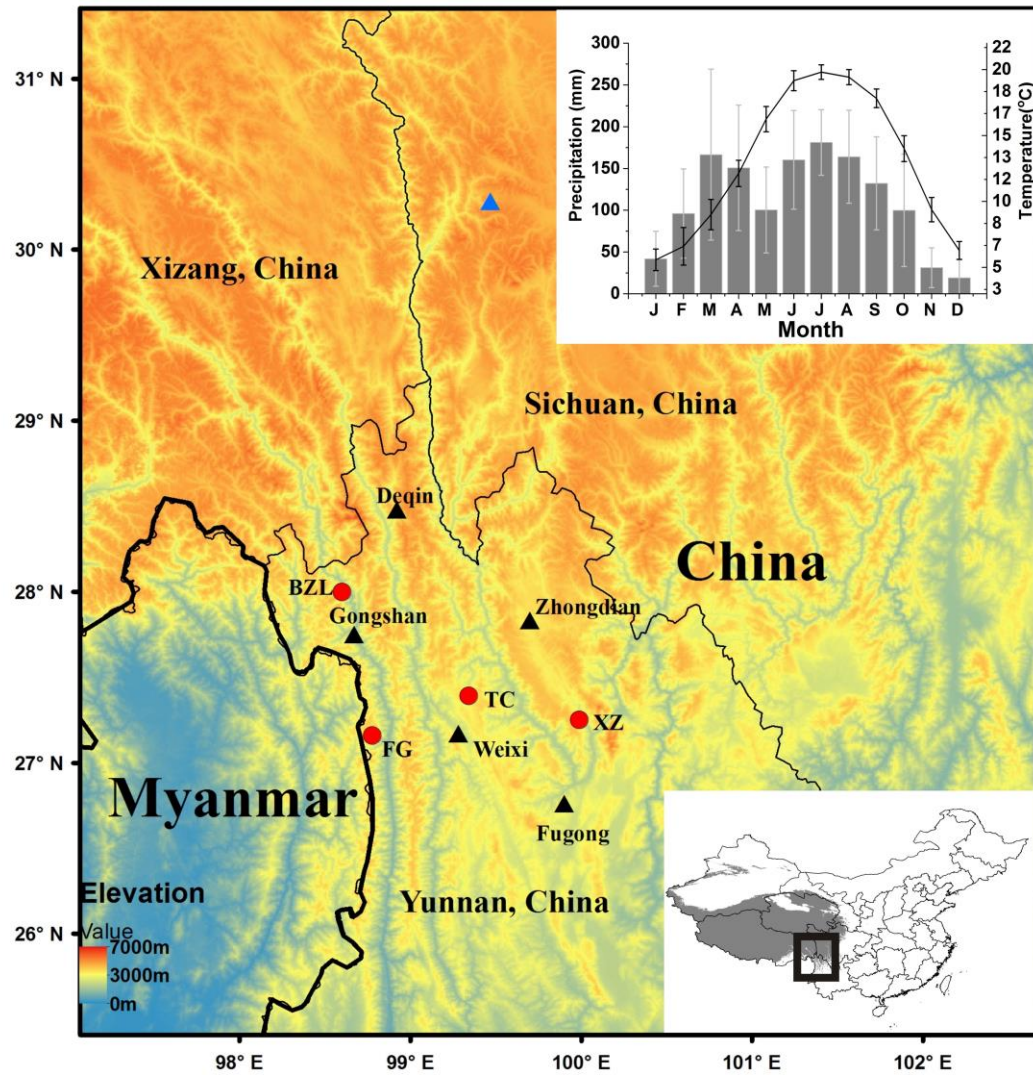 31° N
30° N
29° N
28° N
27° N
26° N
98° E
99° E
100° E
101° E
102° E
Xizang, China
Sichuan, China
Deqin
China
BZL
Gongshan
Zhongdian
TC
XZ
FG
Weixi
Myanmar
Fugong
Yunnan, China
Elevation
Value
7000m
3000m
0m
Precipitation (mm)
300
250
200
150
100
50
0
J F M A M J J A S O N D
Month
22
20
18
17
15
13
12
10
8
7
5
3
Temperature(°C)